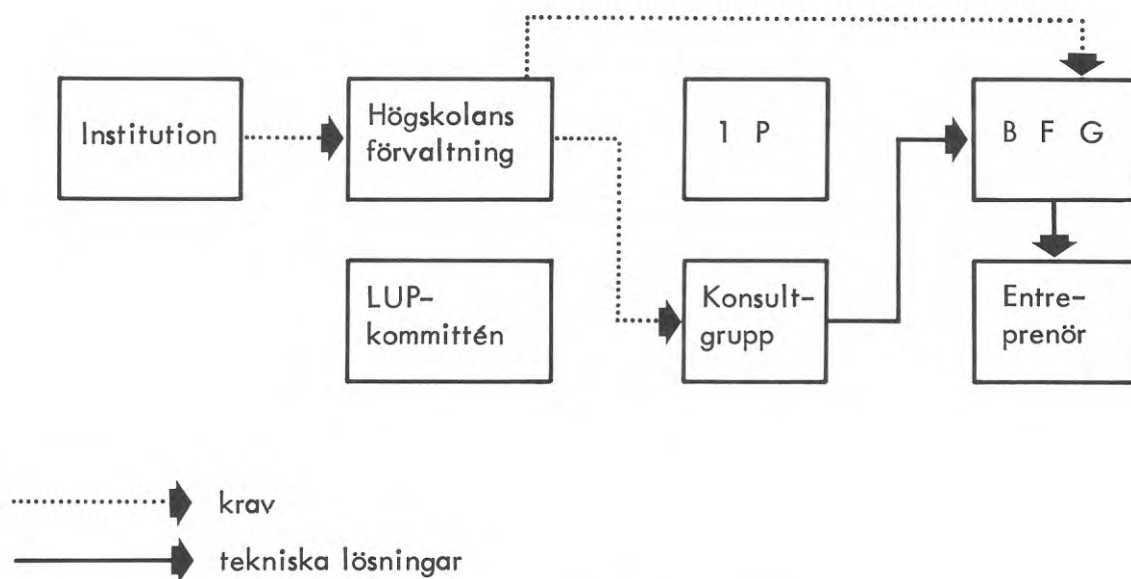 Institution
Högskolans
förvaltning
1 P
B F G
LUP-
kommittén
Konsult-
grupp
Entre-
prenör
krav
tekniska lösningar